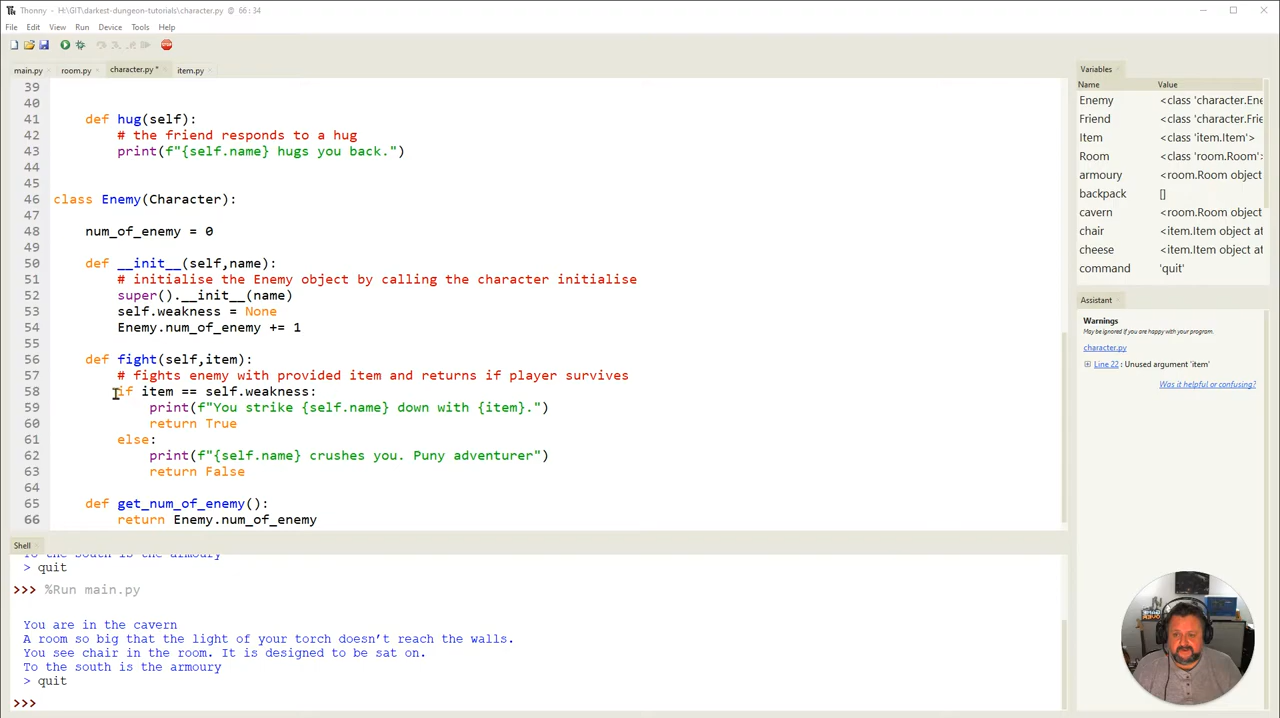 Thonny - H:\GIT\darkest-dungeon-tutorials\character.py @ 66 : 34
File Edit View Run Device Tools Help
main.py room.py character.py * item.py
39
40
41 def hug(self):
42 # the friend responds to a hug
43 print(f"{self.name} hugs you back.")
44
45
46 class Enemy(Character):
47
48 num_of_enemy = 0
49
50 def __init__(self,name):
51 # initialise the Enemy object by calling the character initialise
52 super().__init__(name)
53 self.weakness = None
54 Enemy.num_of_enemy += 1
55
56 def fight(self,item):
57 # fights enemy with provided item and returns if player survives
58 if item == self.weakness:
59 print(f"You strike {self.name} down with {item}.")
60 return True
61 else:
62 print(f"{self.name} crushes you. Puny adventurer")
63 return False
64
65 def get_num_of_enemy():
66 return Enemy.num_of_enemy
Shell
To the south is the armoury
> quit
>>> %Run main.py
You are in the cavern
A room so big that the light of your torch doesn't reach the walls.
You see chair in the room. It is designed to be sat on.
To the south is the armoury
> quit
>>>
Variables
Name Value
Enemy <class 'character.Ene
Friend <class 'character.Frie
Item <class 'item.Item'>
Room <class 'room.Room'>
armoury <room.Room object
backpack []
cavern <room.Room object
chair <item.Item object at
cheese <item.Item object at
command 'quit'
Assistant
Warnings
May be ignored if you are happy with your program.
character.py
Line 22 : Unused argument 'item'
Was it helpful or confusing?